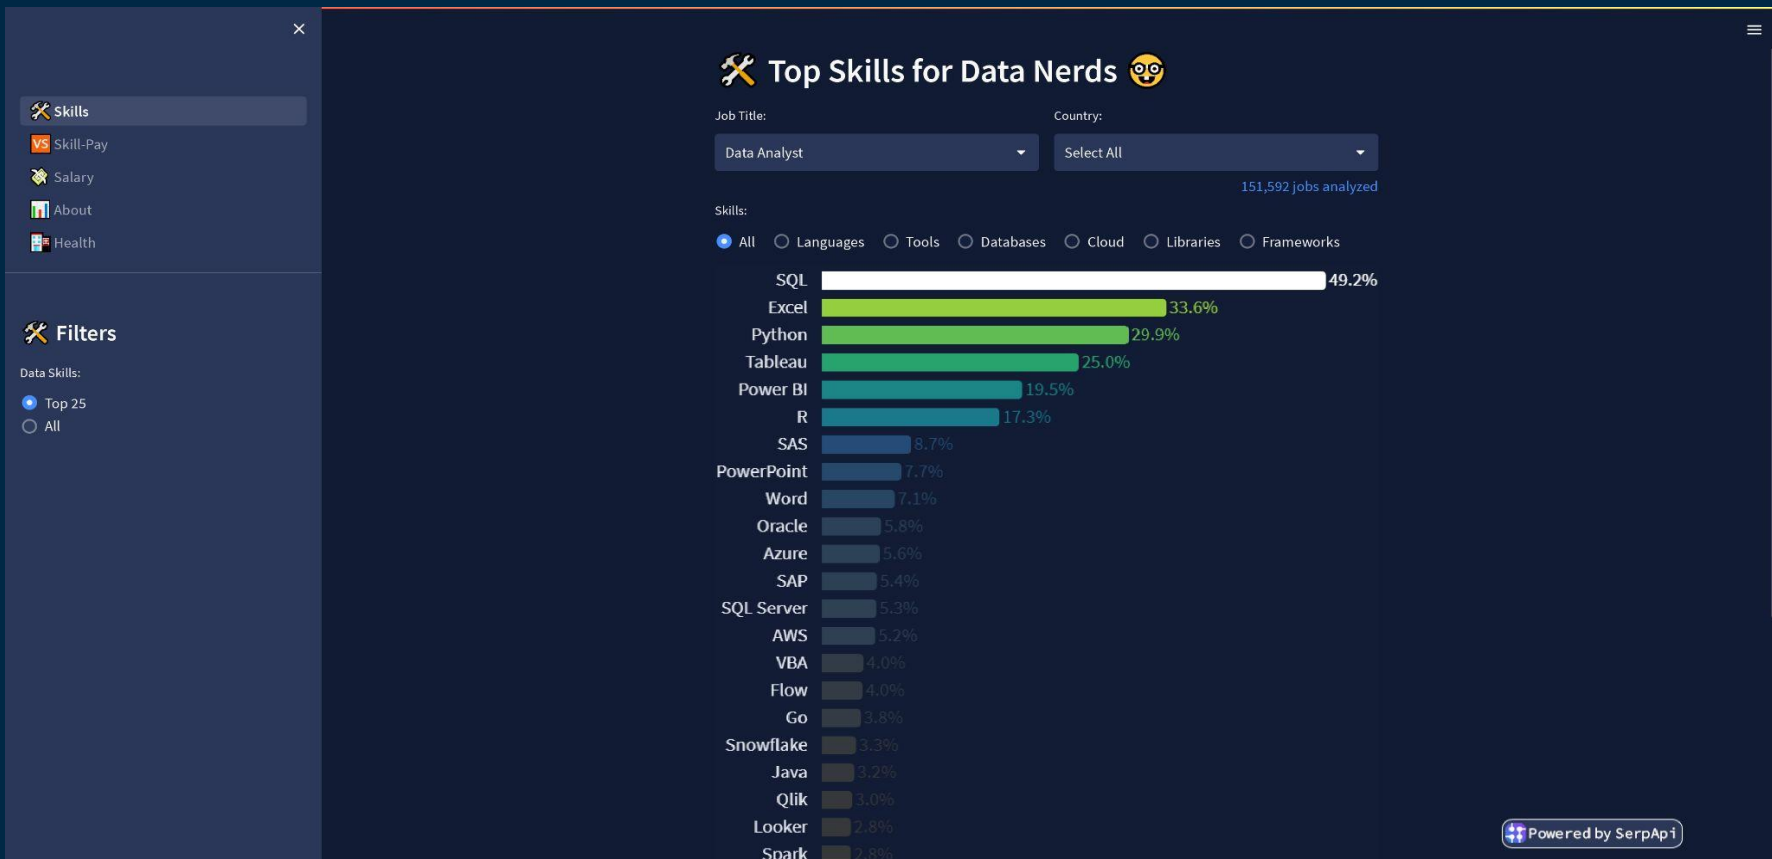 Skills
VS Skill-Pay
Salary
About
Health
Filters
Data Skills:
Top 25
All
Top Skills for Data Nerds
Job Title:
Country:
Data Analyst
Select All
151,592 jobs analyzed
Skills:
All Languages Tools Databases Cloud Libraries Frameworks
SQL 49.2%
Excel 33.6%
Python 29.9%
Tableau 25.0%
Power BI 19.5%
R 17.3%
SAS 8.7%
PowerPoint 7.7%
Word 7.1%
Oracle 5.8%
Azure 5.6%
SAP 5.4%
SQL Server 5.3%
AWS 5.2%
VBA 4.0%
Flow 4.0%
Go 3.8%
Snowflake 3.3%
Java 3.2%
Qlik 3.0%
Looker 2.8%
Spark 2.8%
Powered by SerpApi